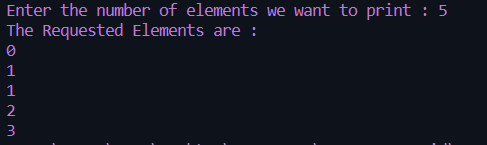 Enter the number of elements we want to print : 5
The Requested Elements are :
0
1
1
2
3